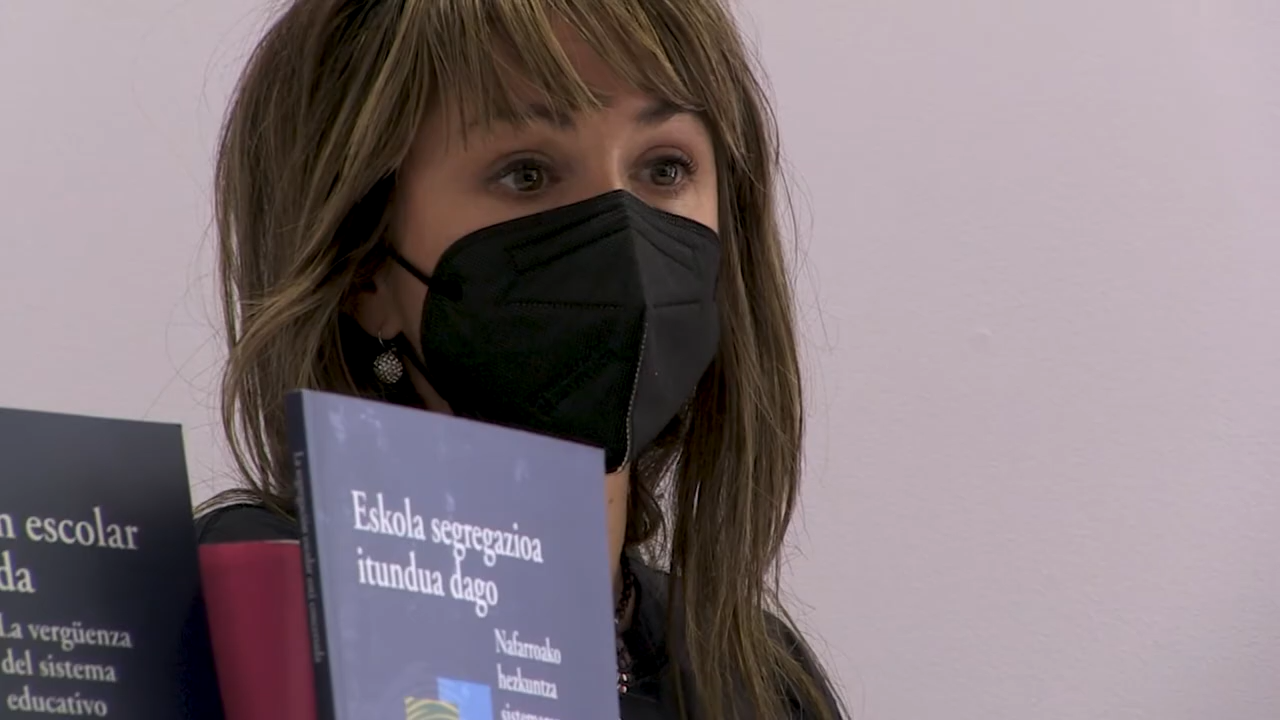 n escolar
da
La vergüenza
del sistema
educativo
Eskola segregazioa
itundua dago
Nafarroako
hezkuntza